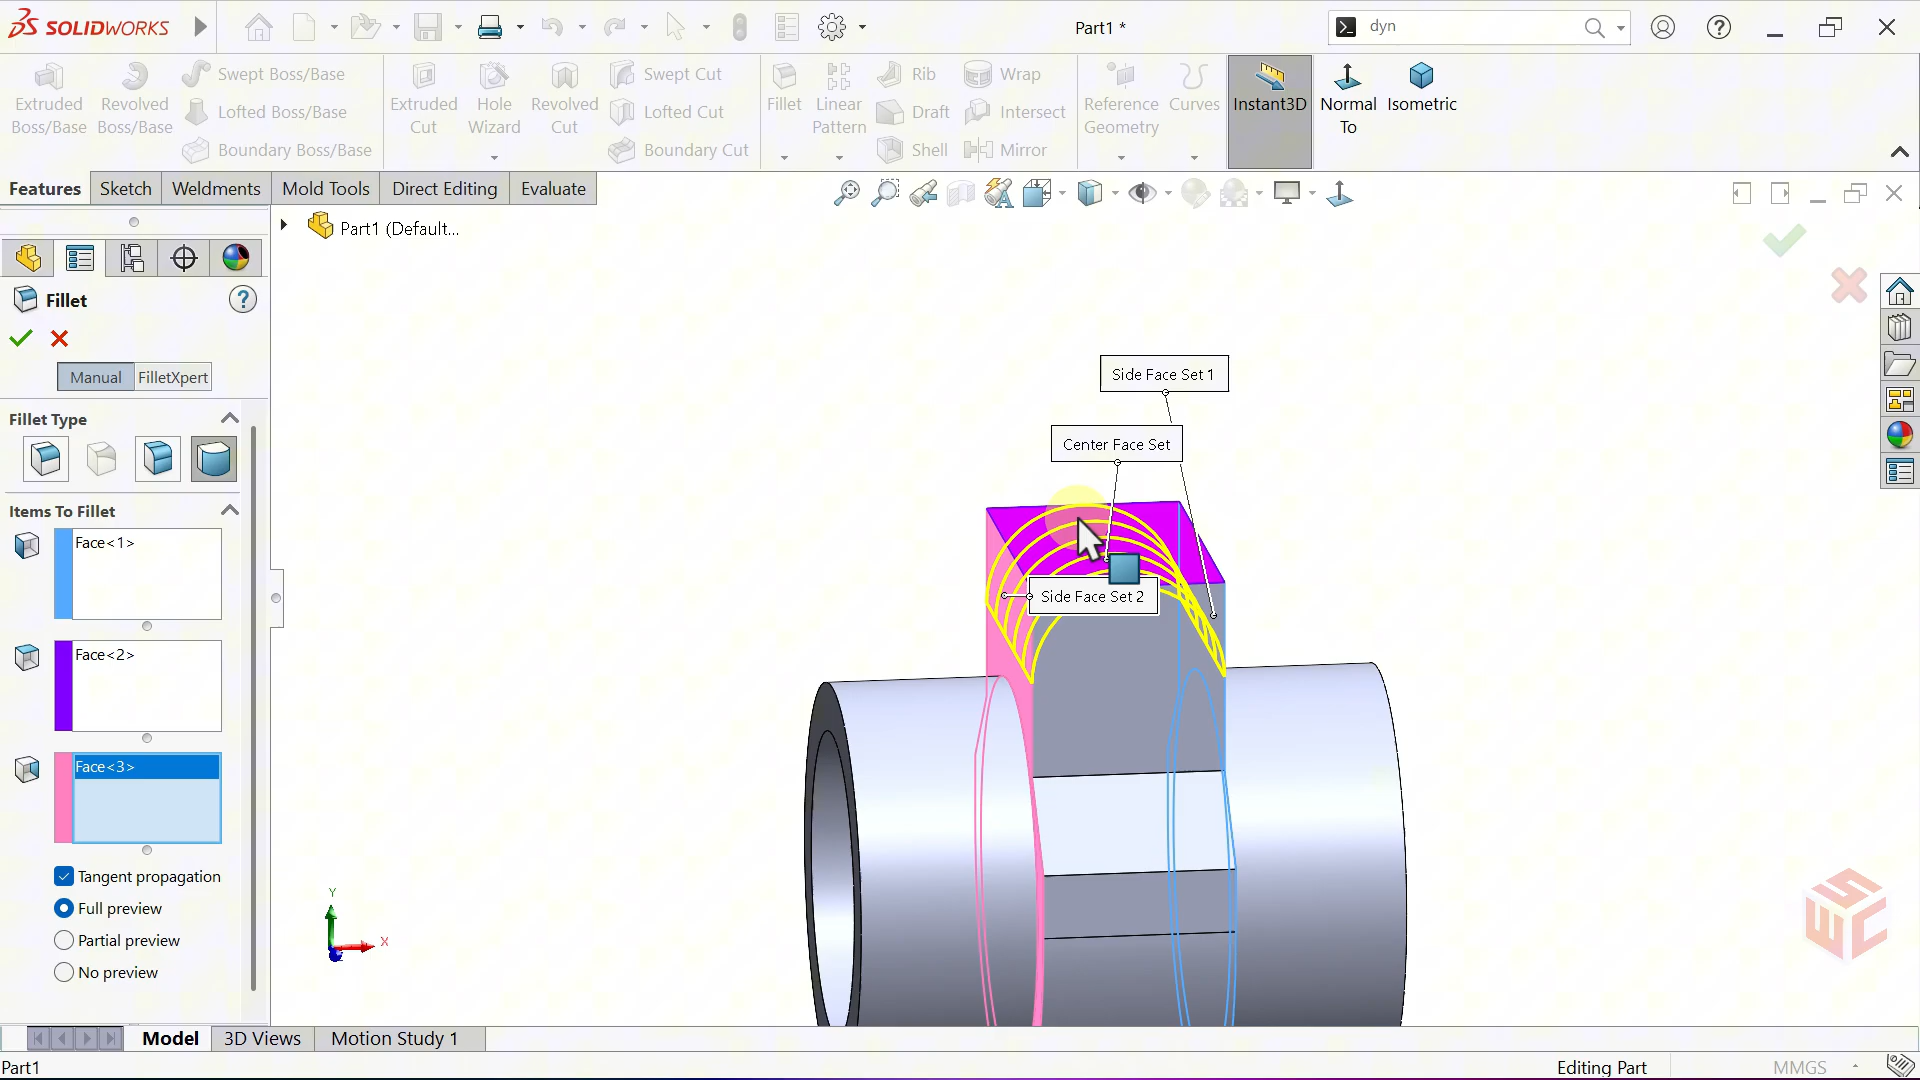 SOLIDWORKS
Part1 *
dyn
Extruded Boss/Base
Revolved Boss/Base
Swept Boss/Base
Lofted Boss/Base
Boundary Boss/Base
Extruded Cut
Hole Wizard
Revolved Cut
Swept Cut
Lofted Cut
Boundary Cut
Fillet
Linear Pattern
Rib
Draft
Shell
Wrap
Intersect
Mirror
Reference Geometry
Curves
Instant3D
Normal To
Isometric
Features
Sketch
Weldments
Mold Tools
Direct Editing
Evaluate
Part1 (Default...
Fillet
Manual
FilletXpert
Fillet Type
Items To Fillet
Face<1>
Face<2>
Face<3>
Tangent propagation
Full preview
Partial preview
No preview
Side Face Set 1
Center Face Set
Side Face Set 2
Y
X
SWC
Model
3D Views
Motion Study 1
Part1
Editing Part
MMGS